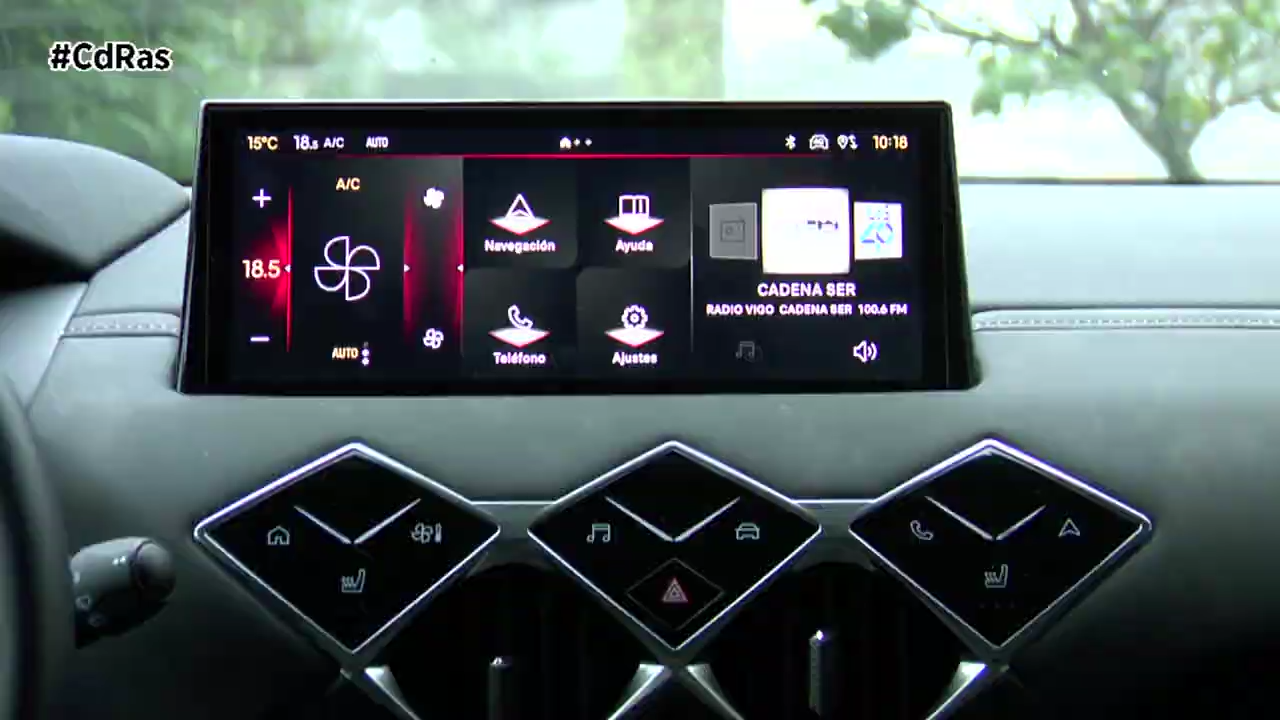 #CdRas
15°C 18.5 A/C AUTO 10:18
A/C
18.5
AUTO
Navegación
Ayuda
Teléfono
Ajustes
CADENA SER
RADIO VIGO CADENA SER 100.6 FM